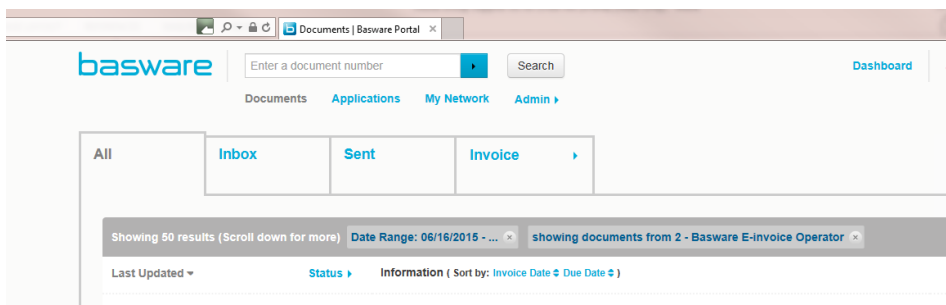 Documents | Basware Portal
basware
Enter a document number
Search
Dashboard
Documents Applications My Network Admin
All Inbox Sent Invoice
Showing 50 results (Scroll down for more) Date Range: 06/16/2015 - ... showing documents from 2 - Basware E-invoice Operator
Last Updated Status Information ( Sort by: Invoice Date Due Date )